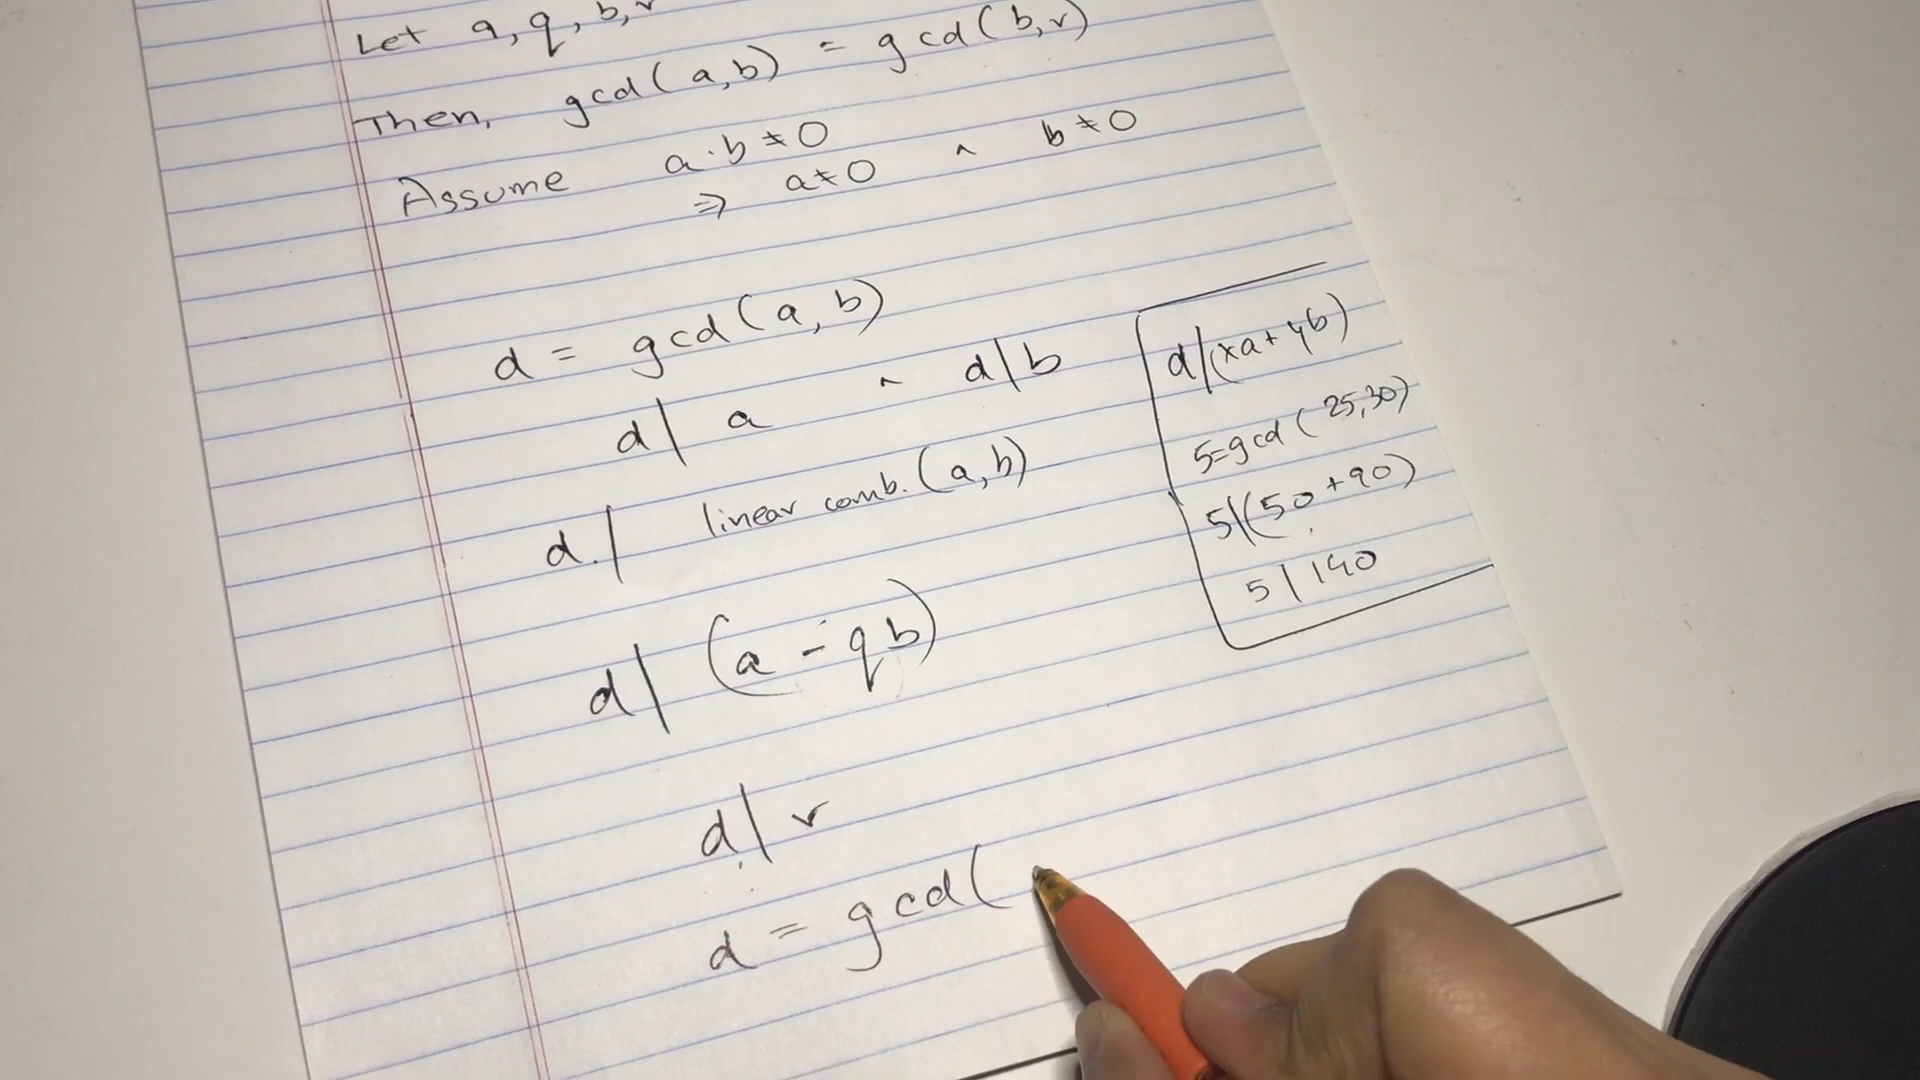 Let a, q, b, r
Then, gcd(a,b) = gcd(b,r)
Assume a·b ≠ 0
⇒ a≠0 ^ b≠0
d = gcd(a,b)
d | a ^ d|b
d | linear comb. (a,b)
d | (a - qb)
d | r
d = gcd(
d|(xa+yb)
5=gcd(25,30)
5|(50+90)
5|140